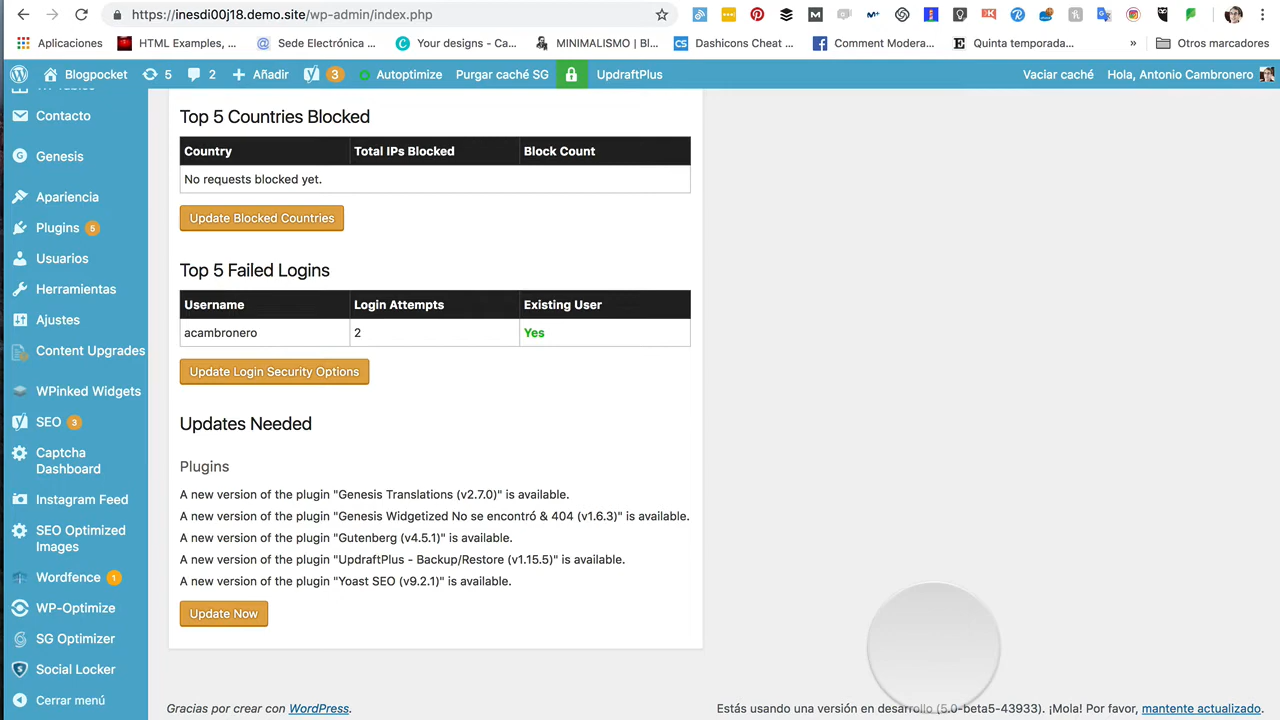 https://inesdi00j18.demo.site/wp-admin/index.php
Aplicaciones
HTML Examples, ...
Sede Electrónica ...
Your designs - Ca...
MINIMALISMO | Bl...
Dashicons Cheat ...
Comment Modera...
Quinta temporada...
»
Otros marcadores
Blogpocket
5
2
Añadir
3
Autoptimize
Purgar caché SG
UpdraftPlus
Vaciar caché
Hola, Antonio Cambronero
Contacto
Genesis
Apariencia
Plugins 5
Usuarios
Herramientas
Ajustes
Content Upgrades
WPinked Widgets
SEO 3
Captcha
Dashboard
Instagram Feed
SEO Optimized
Images
Wordfence 1
WP-Optimize
SG Optimizer
Social Locker
Cerrar menú
Top 5 Countries Blocked
Country Total IPs Blocked Block Count
No requests blocked yet.
Update Blocked Countries
Top 5 Failed Logins
Username Login Attempts Existing User
acambronero 2 Yes
Update Login Security Options
Updates Needed
Plugins
A new version of the plugin "Genesis Translations (v2.7.0)" is available.
A new version of the plugin "Genesis Widgetized No se encontró & 404 (v1.6.3)" is available.
A new version of the plugin "Gutenberg (v4.5.1)" is available.
A new version of the plugin "UpdraftPlus - Backup/Restore (v1.15.5)" is available.
A new version of the plugin "Yoast SEO (v9.2.1)" is available.
Update Now
Gracias por crear con WordPress.
Estás usando una versión en desarrollo (5.0-beta5-43933). ¡Mola! Por favor, mantente actualizado.